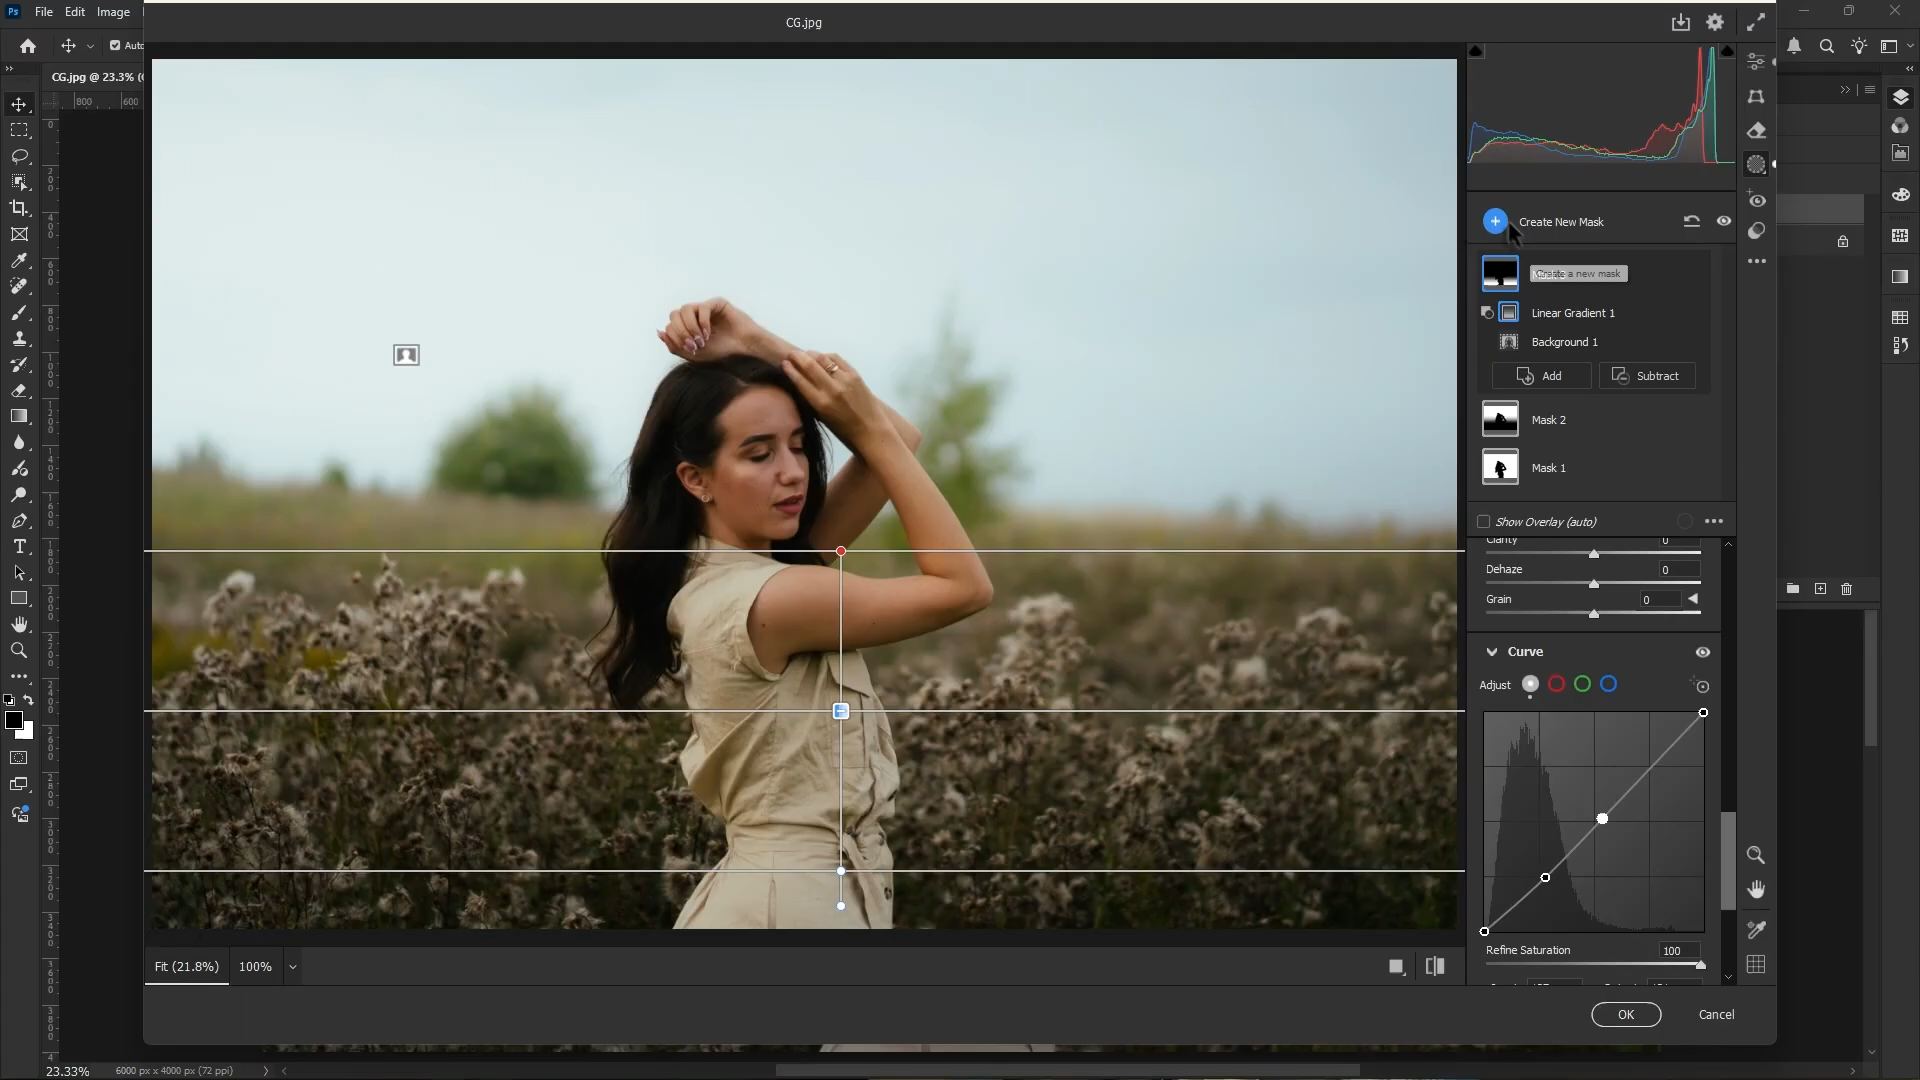 Ps File Edit Image
CG.jpg
Auto
CG.jpg @ 23.3% (
800 600
Create New Mask
Create a new mask
Linear Gradient 1
Background 1
Add Subtract
Mask 2
Mask 1
Show Overlay (auto)
Clarity 0
Dehaze 0
Grain 0
Curve
Adjust
Refine Saturation 100
Fit (21.8%) 100%
OK Cancel
23.33% 6000 px x 4000 px (72 ppi)